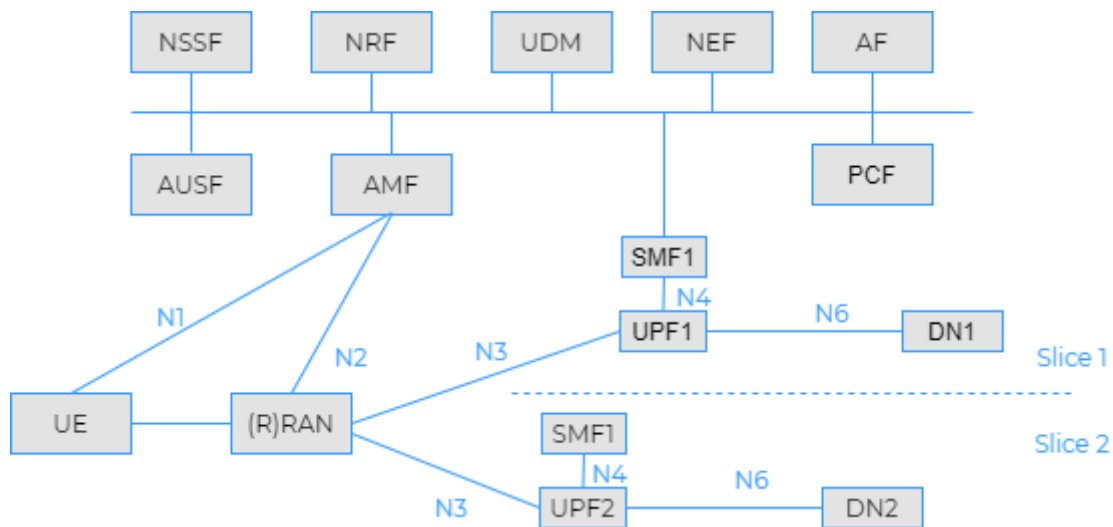 NSSF
NRF
UDM
NEF
AF
AUSF
AMF
PCF
SMF1
N4
N1
UPF1
N6
DN1
N2
N3
Slice 1
UE
(R)RAN
SMF1
Slice 2
N4
N6
N3
UPF2
DN2